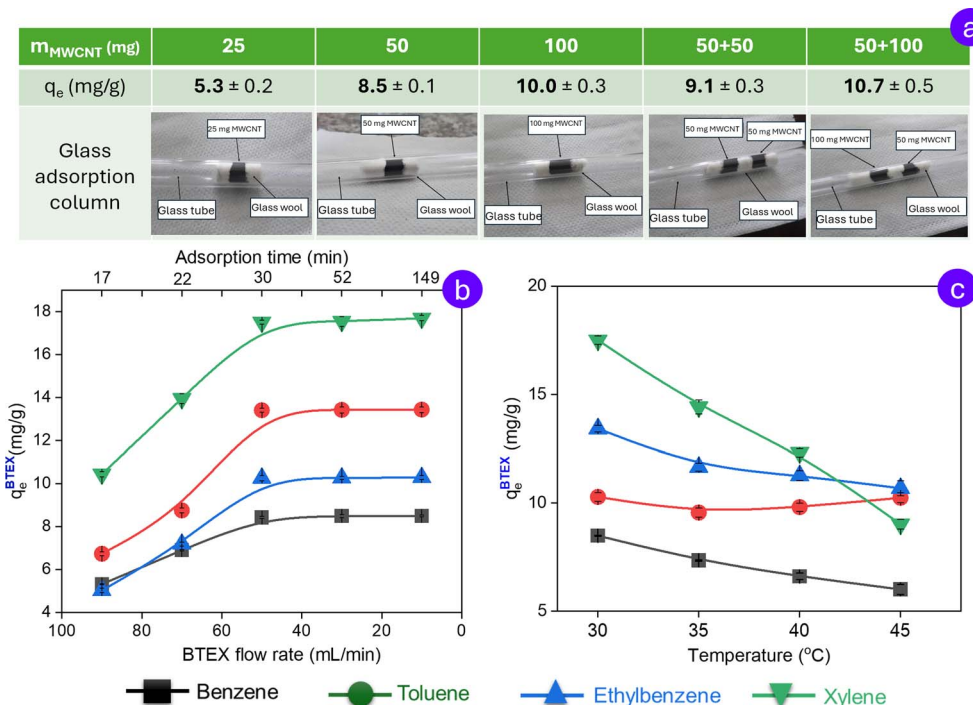 a
m_MWCNT (mg) 25 50 100 50+50 50+100
q_e (mg/g) 5.3 ± 0.2 8.5 ± 0.1 10.0 ± 0.3 9.1 ± 0.3 10.7 ± 0.5
Glass
adsorption
column
25 mg MWCNT
Glass tube
Glass wool
50 mg MWCNT
Glass tube
Glass wool
100 mg MWCNT
Glass tube
Glass wool
50 mg MWCNT
50 mg MWCNT
Glass tube
Glass wool
100 mg MWCNT
50 mg MWCNT
Glass tube
Glass wool
Adsorption time (min)
17 22 30 52 149
b
18
16
14
12
10
8
6
4
q_e^BTEX (mg/g)
100 80 60 40 20 0
BTEX flow rate (mL/min)
c
20
15
10
5
q_e^BTEX (mg/g)
30 35 40 45
Temperature (°C)
Benzene Toluene Ethylbenzene Xylene